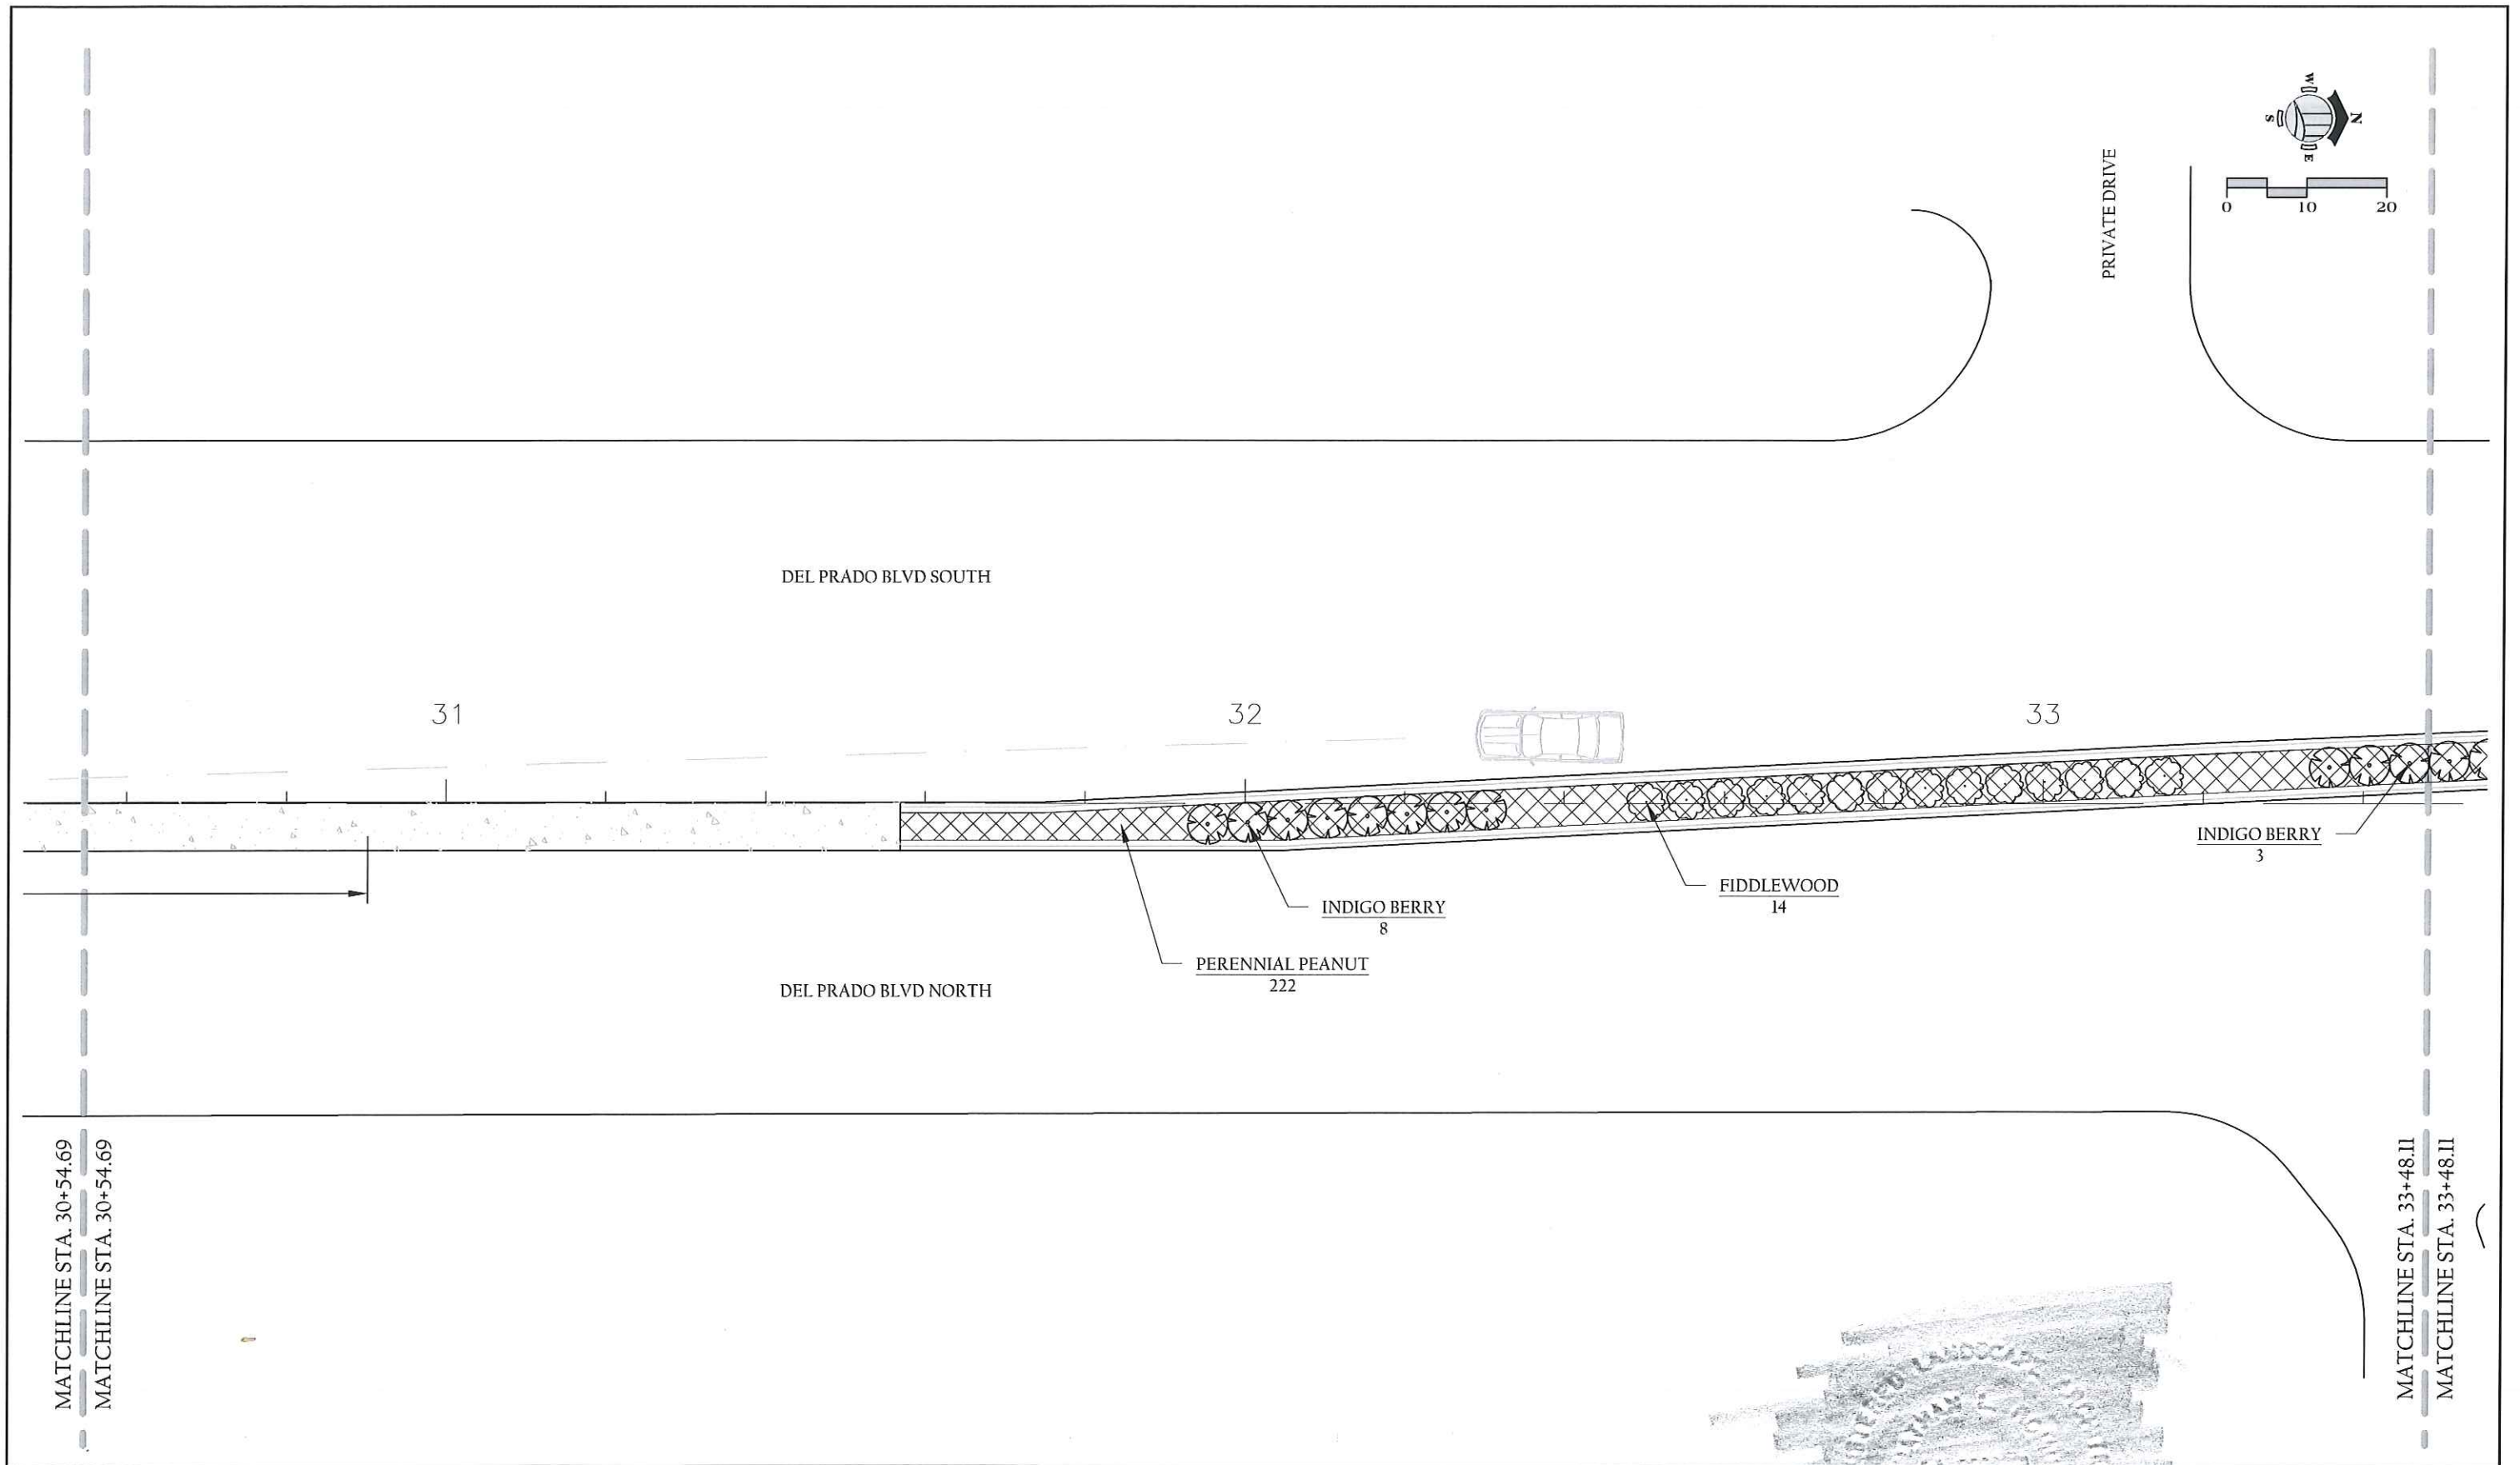 W
N
S
E
0 10 20
PRIVATE DRIVE
DEL PRADO BLVD SOUTH
31 32 33
INDIGO BERRY
3
FIDDLEWOOD
14
INDIGO BERRY
8
PERENNIAL PEANUT
222
DEL PRADO BLVD NORTH
MATCHLINE STA. 30+54.69
MATCHLINE STA. 30+54.69
MATCHLINE STA. 33+48.11
MATCHLINE STA. 33+48.11